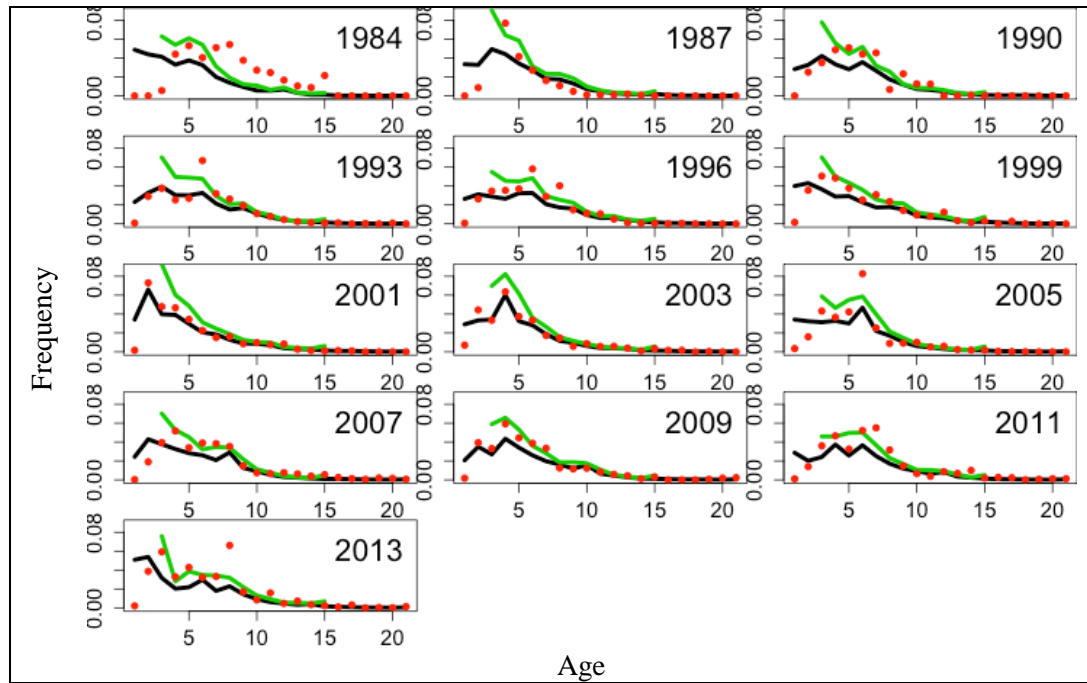 Frequency
0.00 0.08 1984 5 10 15 20
0.00 0.08 1987 5 10 15 20
0.00 0.08 1990 5 10 15 20
0.00 0.08 1993 5 10 15 20
0.00 0.08 1996 5 10 15 20
0.00 0.08 1999 5 10 15 20
0.00 0.08 2001 5 10 15 20
0.00 0.08 2003 5 10 15 20
0.00 0.08 2005 5 10 15 20
0.00 0.08 2007 5 10 15 20
0.00 0.08 2009 5 10 15 20
0.00 0.08 2011 5 10 15 20
0.00 0.08 2013 5 10 15 20
Age